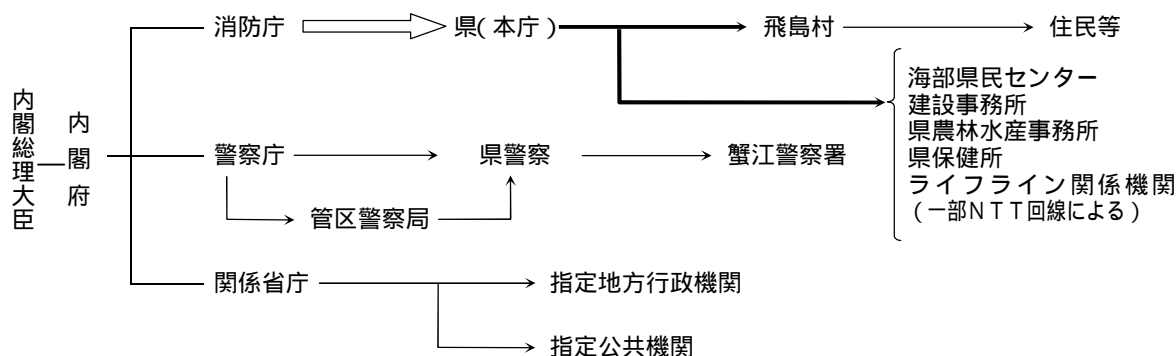 消防庁
県(本庁)
飛島村
住民等
海部県民センター
建設事務所
県農林水産事務所
県保健所
ライフライン関係機関
(一部NTT回線による)
内閣総理大臣
内閣府
警察庁
県警察
蟹江警察署
管区警察局
関係省庁
指定地方行政機関
指定公共機関